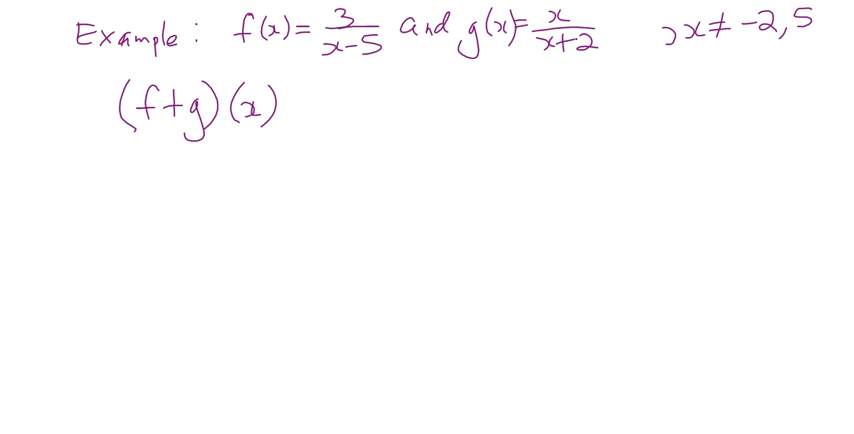 Example : f(x) = 3/(x-5) and g(x) = x/(x+2) , x ≠ -2, 5
(f+g)(x)